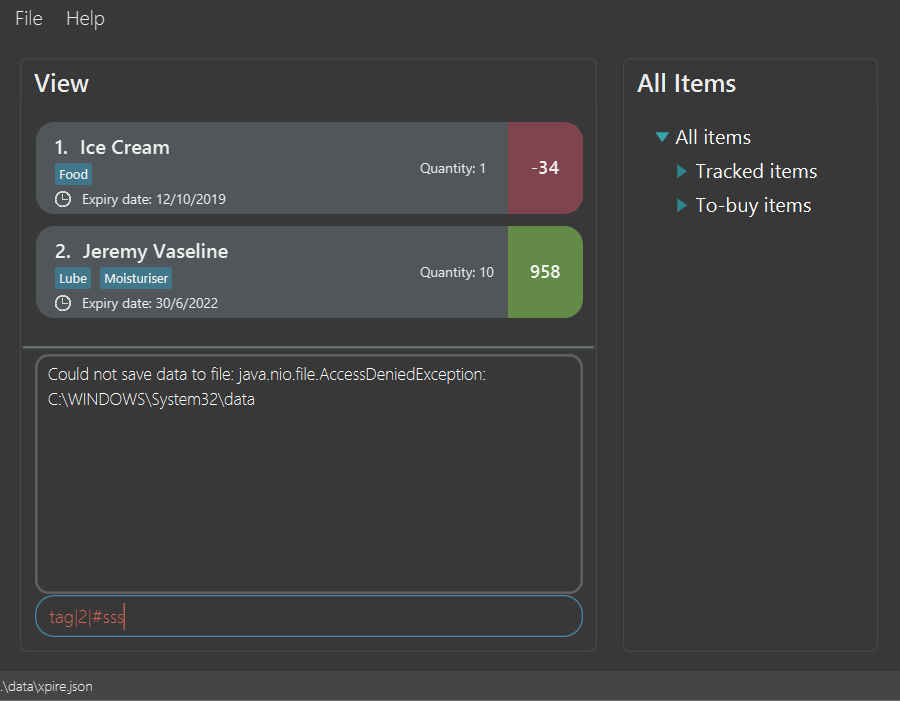 File Help
View
1. Ice Cream
Food
Expiry date: 12/10/2019
Quantity: 1
-34
2. Jeremy Vaseline
Lube Moisturiser
Expiry date: 30/6/2022
Quantity: 10
958
Could not save data to file: java.nio.file.AccessDeniedException:
C:\WINDOWS\System32\data
tag|2|#sss
All Items
All items
Tracked items
To-buy items
.\data\xpire.json